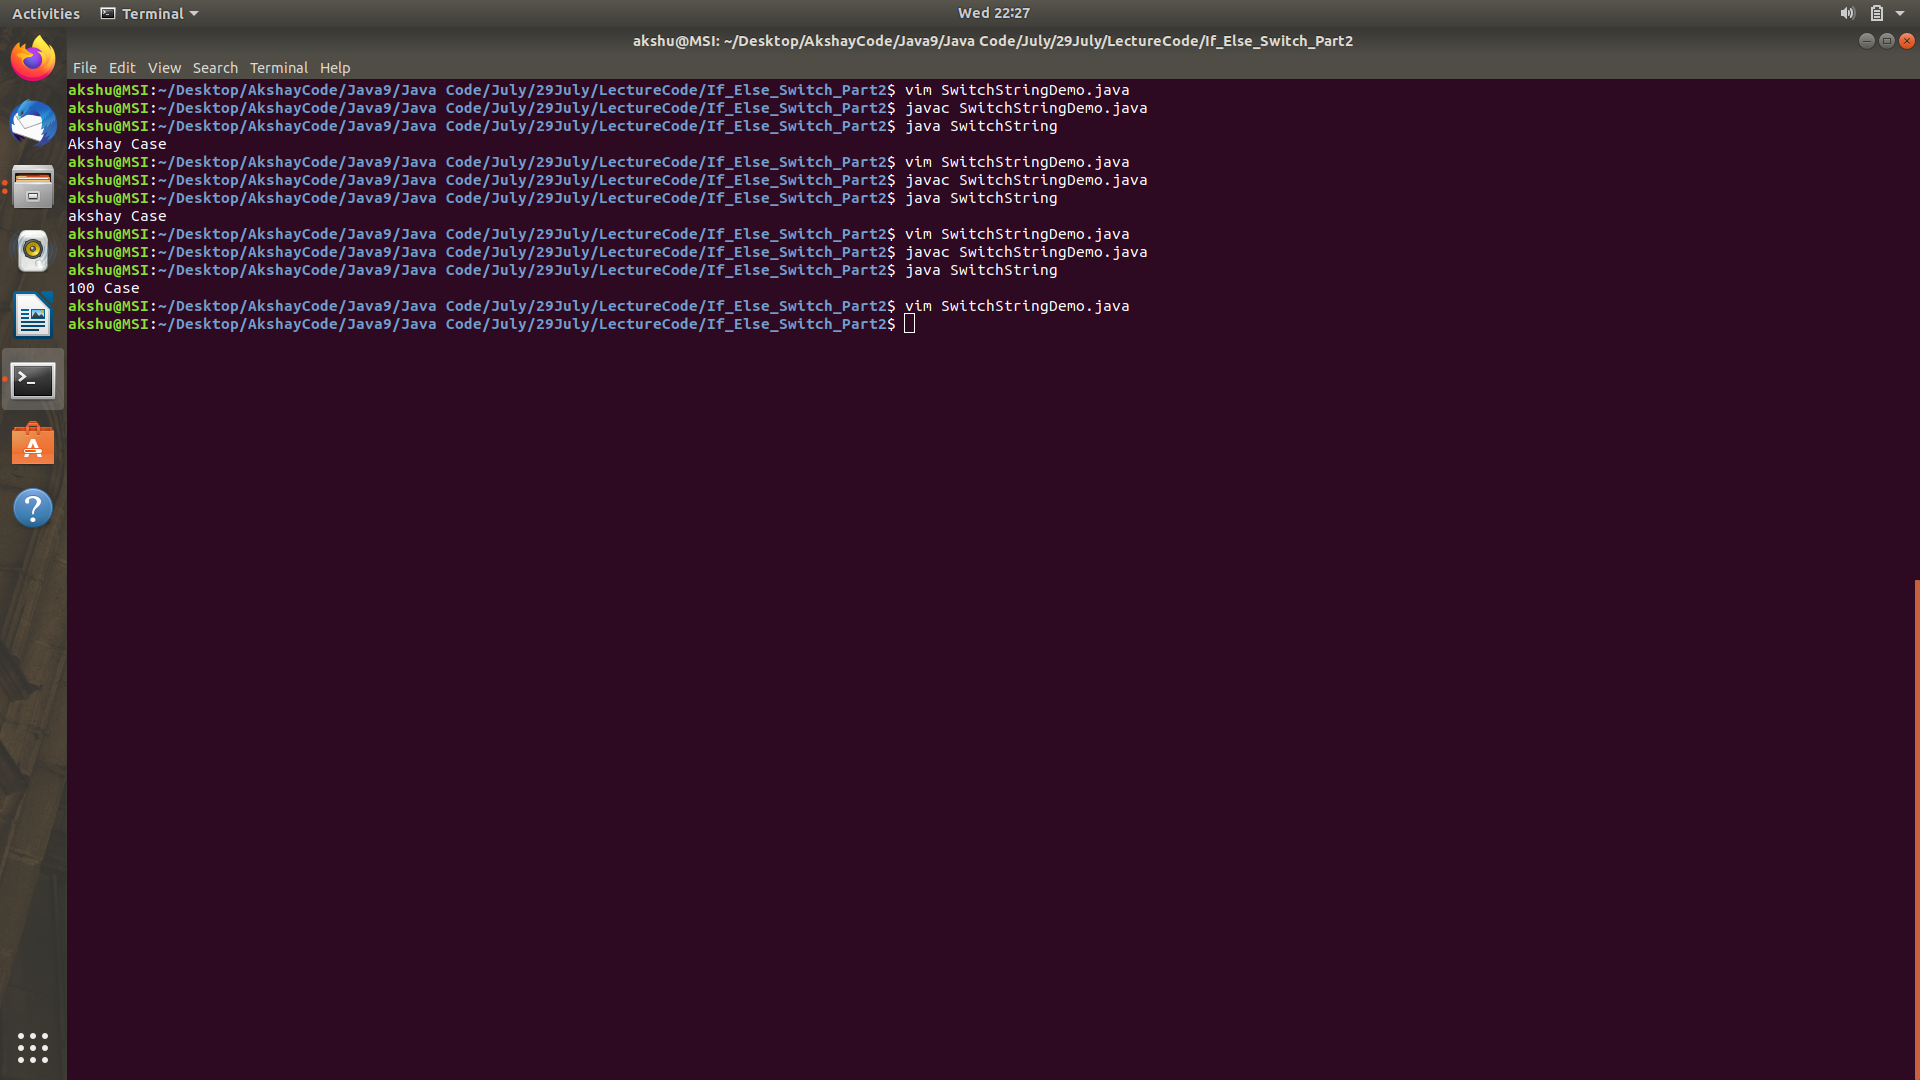 Activities Terminal Wed 22:27
akshu@MSI: ~/Desktop/AkshayCode/Java9/Java Code/July/29July/LectureCode/If_Else_Switch_Part2
File Edit View Search Terminal Help
akshu@MSI:~/Desktop/AkshayCode/Java9/Java Code/July/29July/LectureCode/If_Else_Switch_Part2$ vim SwitchStringDemo.java
akshu@MSI:~/Desktop/AkshayCode/Java9/Java Code/July/29July/LectureCode/If_Else_Switch_Part2$ javac SwitchStringDemo.java
akshu@MSI:~/Desktop/AkshayCode/Java9/Java Code/July/29July/LectureCode/If_Else_Switch_Part2$ java SwitchString
Akshay Case
akshu@MSI:~/Desktop/AkshayCode/Java9/Java Code/July/29July/LectureCode/If_Else_Switch_Part2$ vim SwitchStringDemo.java
akshu@MSI:~/Desktop/AkshayCode/Java9/Java Code/July/29July/LectureCode/If_Else_Switch_Part2$ javac SwitchStringDemo.java
akshu@MSI:~/Desktop/AkshayCode/Java9/Java Code/July/29July/LectureCode/If_Else_Switch_Part2$ java SwitchString
akshay Case
akshu@MSI:~/Desktop/AkshayCode/Java9/Java Code/July/29July/LectureCode/If_Else_Switch_Part2$ vim SwitchStringDemo.java
akshu@MSI:~/Desktop/AkshayCode/Java9/Java Code/July/29July/LectureCode/If_Else_Switch_Part2$ javac SwitchStringDemo.java
akshu@MSI:~/Desktop/AkshayCode/Java9/Java Code/July/29July/LectureCode/If_Else_Switch_Part2$ java SwitchString
100 Case
akshu@MSI:~/Desktop/AkshayCode/Java9/Java Code/July/29July/LectureCode/If_Else_Switch_Part2$ vim SwitchStringDemo.java
akshu@MSI:~/Desktop/AkshayCode/Java9/Java Code/July/29July/LectureCode/If_Else_Switch_Part2$